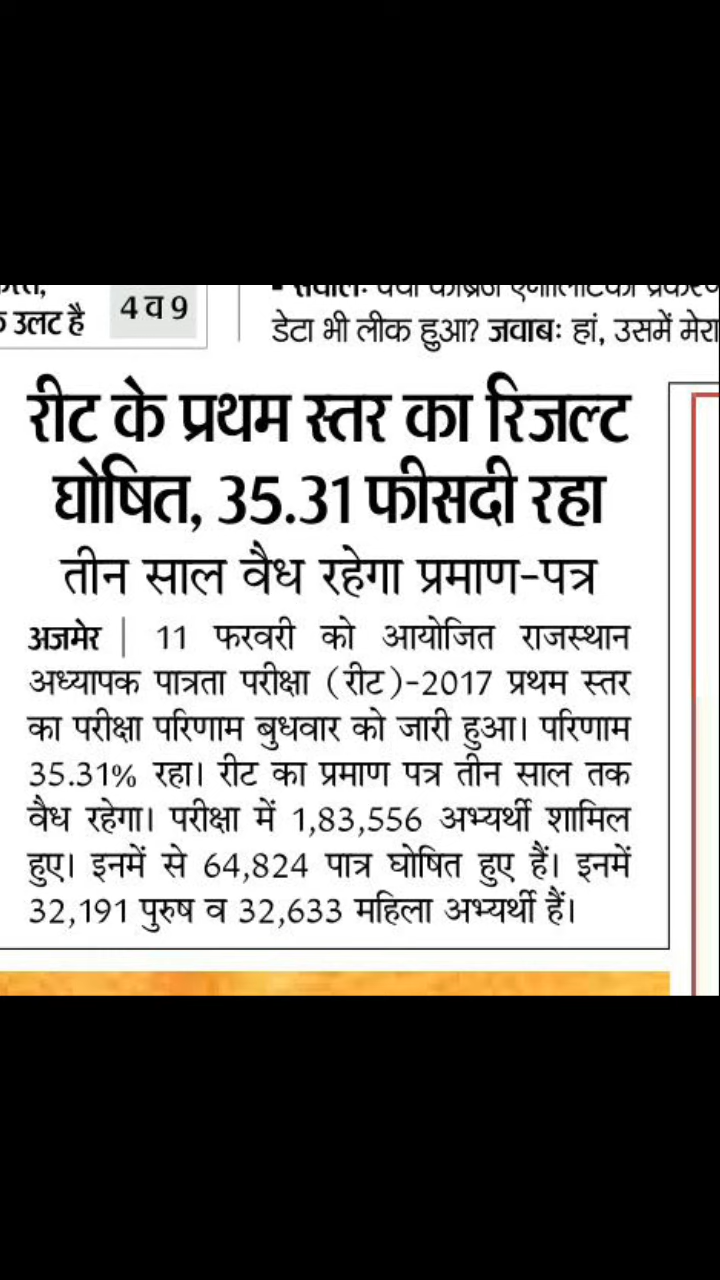 उलट है
4 व 9
डेटा भी लीक हुआ? जवाबः हां, उसमें मेरा
रीट के प्रथम स्तर का रिजल्ट
घोषित, 35.31 फीसदी रहा
तीन साल वैध रहेगा प्रमाण-पत्र
अजमेर | 11 फरवरी को आयोजित राजस्थान
अध्यापक पात्रता परीक्षा (रीट)-2017 प्रथम स्तर
का परीक्षा परिणाम बुधवार को जारी हुआ। परिणाम
35.31% रहा। रीट का प्रमाण पत्र तीन साल तक
वैध रहेगा। परीक्षा में 1,83,556 अभ्यर्थी शामिल
हुए। इनमें से 64,824 पात्र घोषित हुए हैं। इनमें
32,191 पुरुष व 32,633 महिला अभ्यर्थी हैं।